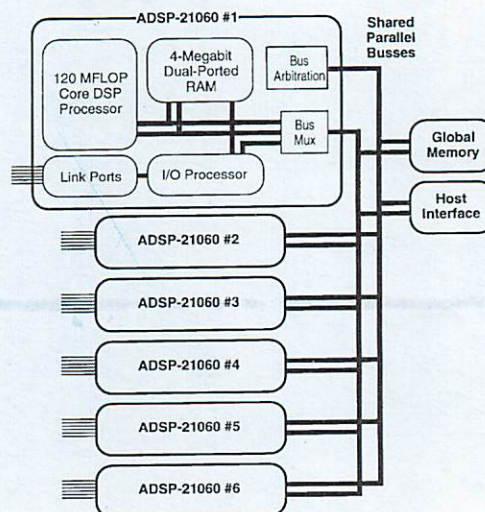 ADSP-21060 #1
Shared
Parallel
Busses
120 MFLOP
Core DSP
Processor
4-Megabit
Dual-Ported
RAM
Bus
Arbitration
Bus
Mux
Link Ports
I/O Processor
Global
Memory
Host
Interface
ADSP-21060 #2
ADSP-21060 #3
ADSP-21060 #4
ADSP-21060 #5
ADSP-21060 #6